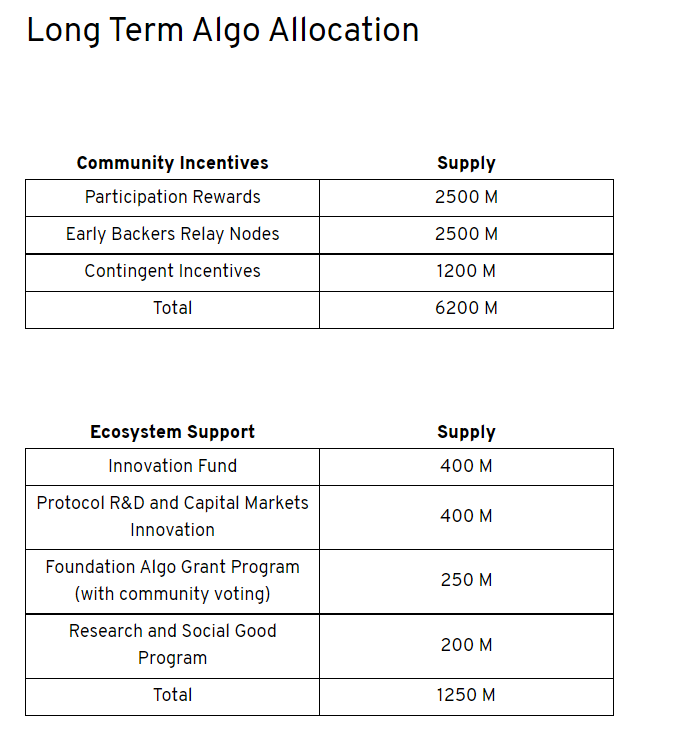 Long Term Algo Allocation
Community Incentives Supply
Participation Rewards 2500 M
Early Backers Relay Nodes 2500 M
Contingent Incentives 1200 M
Total 6200 M
Ecosystem Support Supply
Innovation Fund 400 M
Protocol R&D and Capital Markets
Innovation 400 M
Foundation Algo Grant Program
(with community voting) 250 M
Research and Social Good
Program 200 M
Total 1250 M